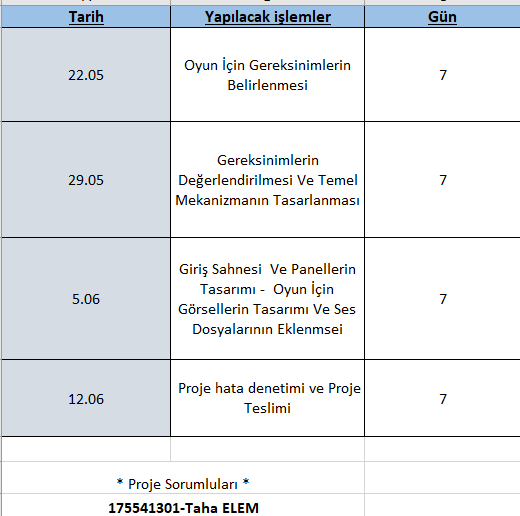 Tarih Yapılacak işlemler Gün
22.05 Oyun İçin Gereksinimlerin Belirlenmesi 7
29.05 Gereksinimlerin Değerlendirilmesi Ve Temel Mekanizmanın Tasarlanması 7
5.06 Giriş Sahnesi Ve Panellerin Tasarımı - Oyun İçin Görsellerin Tasarımı Ve Ses Dosyalarının Eklenmsei 7
12.06 Proje hata denetimi ve Proje Teslimi 7
* Proje Sorumluları *
175541301-Taha ELEM